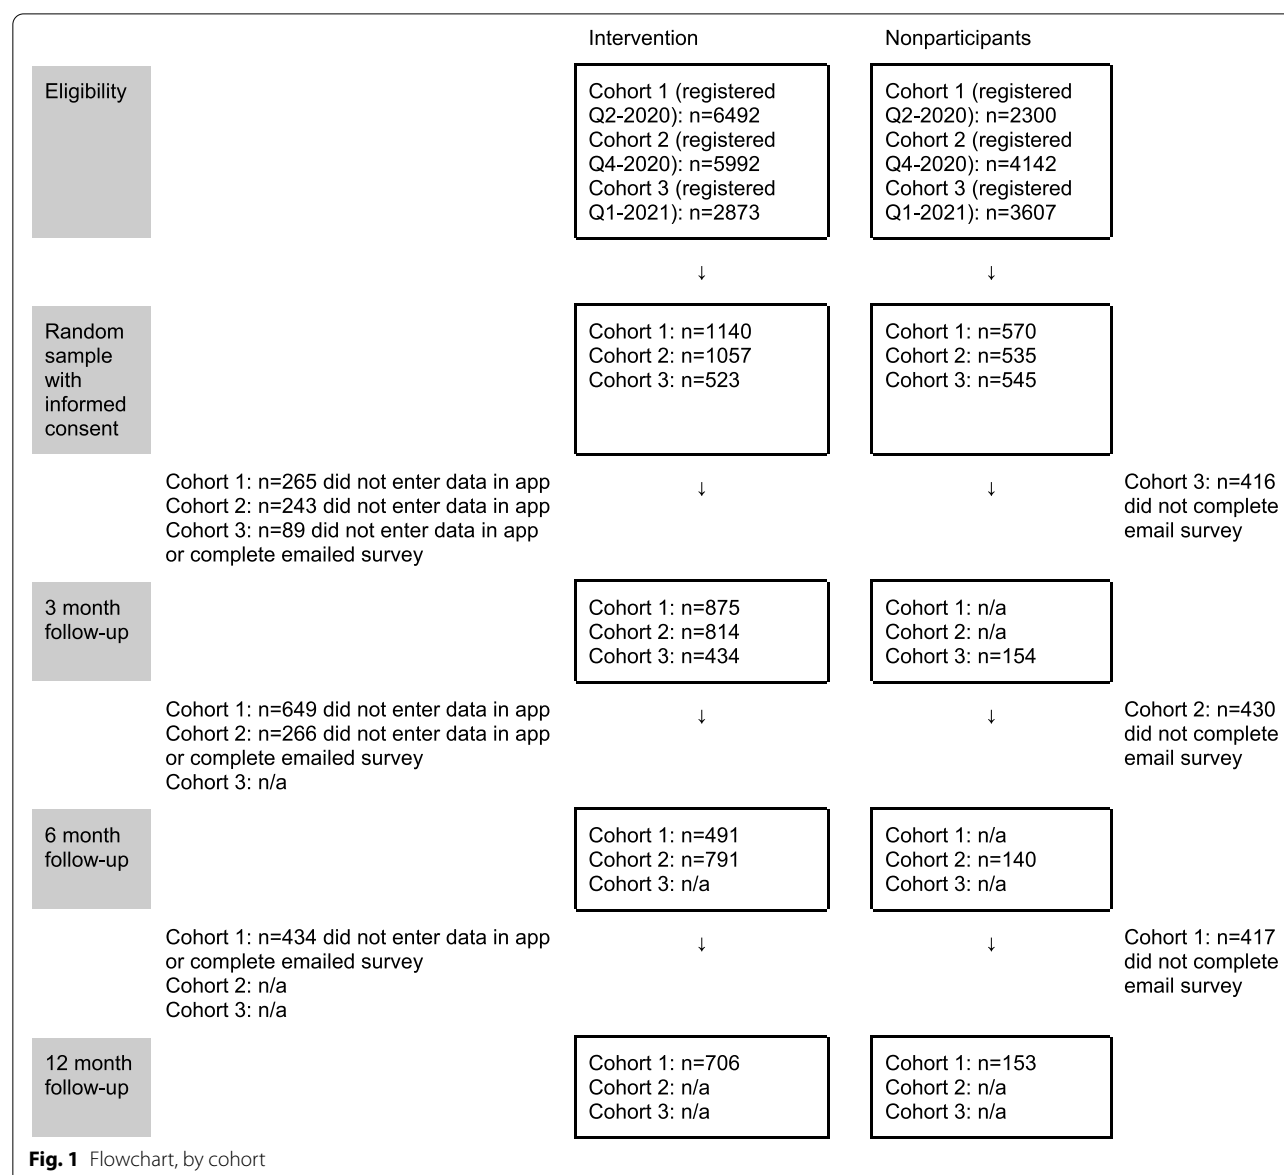 Intervention
Nonparticipants
Eligibility
Cohort 1 (registered
Q2-2020): n=6492
Cohort 2 (registered
Q4-2020): n=5992
Cohort 3 (registered
Q1-2021): n=2873
Cohort 1 (registered
Q2-2020): n=2300
Cohort 2 (registered
Q4-2020): n=4142
Cohort 3 (registered
Q1-2021): n=3607
↓
↓
Random
sample
with
informed
consent
Cohort 1: n=1140
Cohort 2: n=1057
Cohort 3: n=523
Cohort 1: n=570
Cohort 2: n=535
Cohort 3: n=545
Cohort 1: n=265 did not enter data in app
Cohort 2: n=243 did not enter data in app
Cohort 3: n=89 did not enter data in app
or complete emailed survey
↓
↓
Cohort 3: n=416
did not complete
email survey
3 month
follow-up
Cohort 1: n=875
Cohort 2: n=814
Cohort 3: n=434
Cohort 1: n/a
Cohort 2: n/a
Cohort 3: n=154
Cohort 1: n=649 did not enter data in app
Cohort 2: n=266 did not enter data in app
or complete emailed survey
Cohort 3: n/a
↓
↓
Cohort 2: n=430
did not complete
email survey
6 month
follow-up
Cohort 1: n=491
Cohort 2: n=791
Cohort 3: n/a
Cohort 1: n/a
Cohort 2: n=140
Cohort 3: n/a
Cohort 1: n=434 did not enter data in app
or complete emailed survey
Cohort 2: n/a
Cohort 3: n/a
↓
↓
Cohort 1: n=417
did not complete
email survey
12 month
follow-up
Cohort 1: n=706
Cohort 2: n/a
Cohort 3: n/a
Cohort 1: n=153
Cohort 2: n/a
Cohort 3: n/a
Fig. 1 Flowchart, by cohort